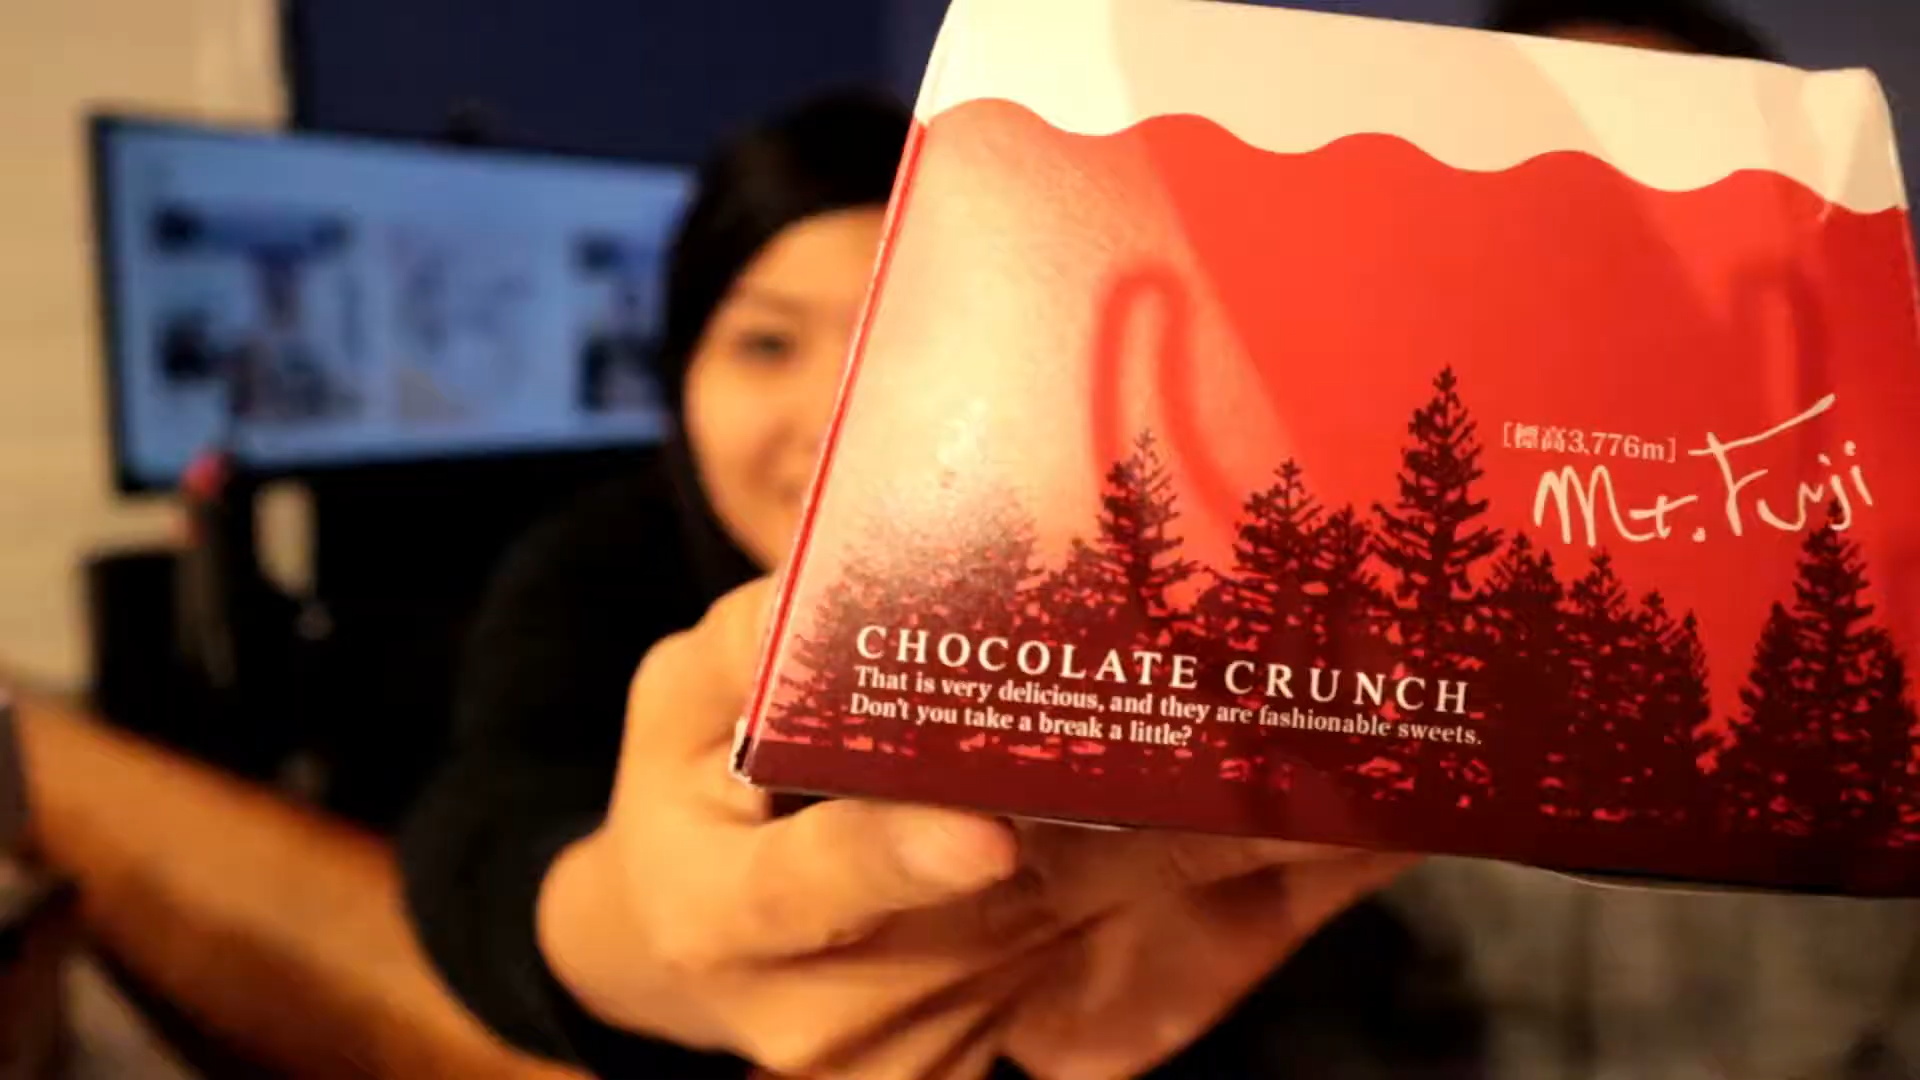 [標高3,776m]
Mt. Fuji
CHOCOLATE CRUNCH
That is very delicious, and they are fashionable sweets.
Don't you take a break a little?